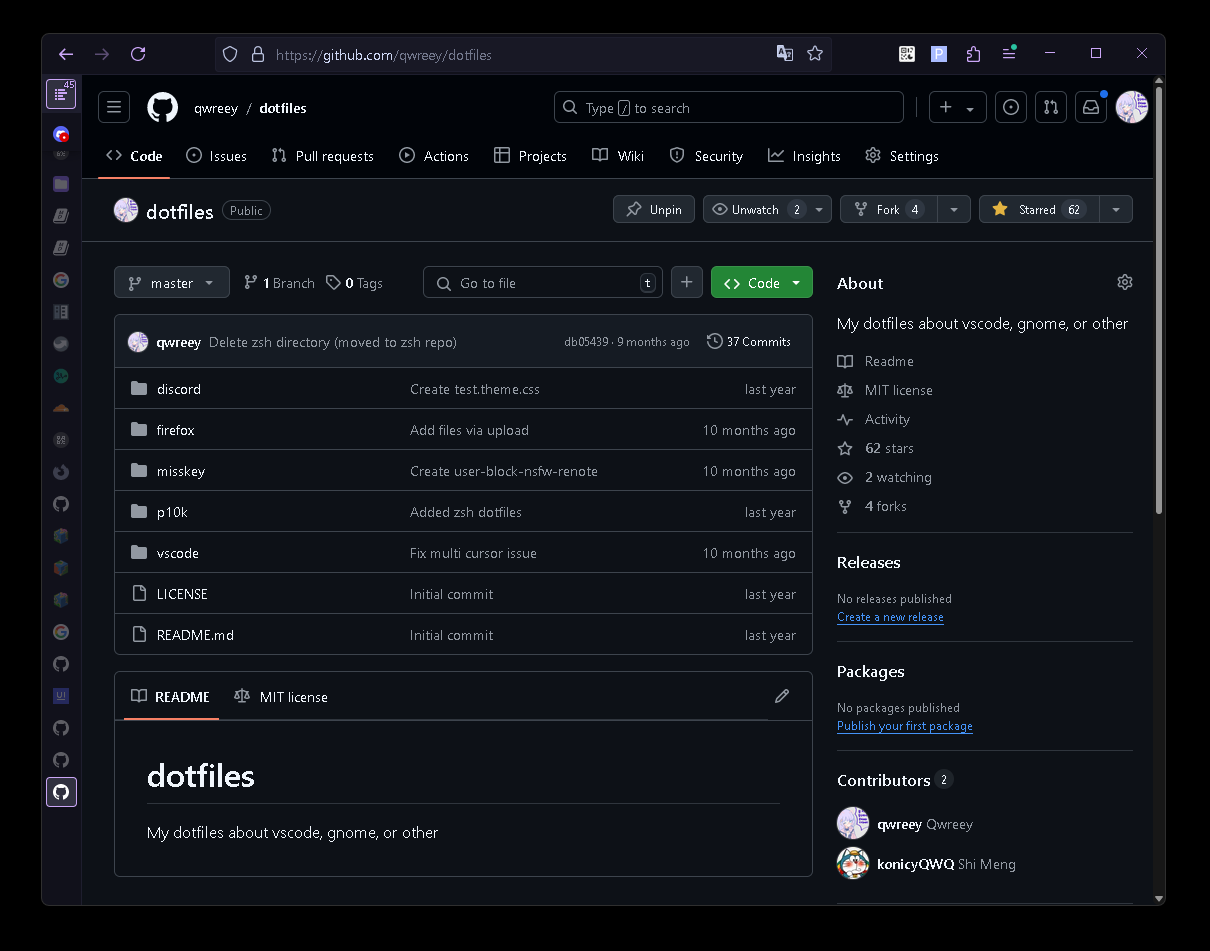 https://github.com/qwreey/dotfiles
45
qwreey / dotfiles
Type / to search
Code Issues Pull requests Actions Projects Wiki Security Insights Settings
dotfiles Public
Unpin Unwatch 2 Fork 4 Starred 62
master 1 Branch 0 Tags Go to file t Code
qwreey Delete zsh directory (moved to zsh repo) db05439 · 9 months ago 37 Commits
discord Create test.theme.css last year
firefox Add files via upload 10 months ago
misskey Create user-block-nsfw-renote 10 months ago
p10k Added zsh dotfiles last year
vscode Fix multi cursor issue 10 months ago
LICENSE Initial commit last year
README.md Initial commit last year
README MIT license
dotfiles
My dotfiles about vscode, gnome, or other
About
My dotfiles about vscode, gnome, or other
Readme
MIT license
Activity
62 stars
2 watching
4 forks
Releases
No releases published
Create a new release
Packages
No packages published
Publish your first package
Contributors 2
qwreey Qwreey
konicyQWQ Shi Meng